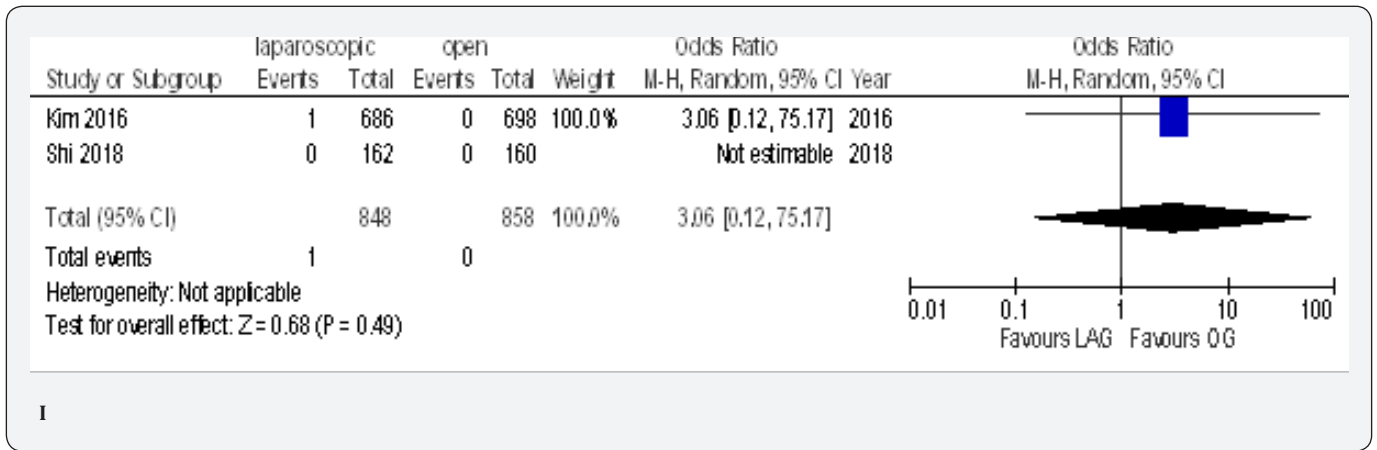 laparoscopic open Odds Ratio Odds Ratio
Study or Subgroup Events Total Events Total Weight M-H, Random, 95% CI Year M-H, Random, 95% CI
Kim 2016 1 686 0 698 100.0% 3.06 [0.12, 75.17] 2016
Shi 2018 0 162 0 160 Not estimable 2018
Total (95% CI) 848 858 100.0% 3.06 [0.12, 75.17]
Total events 1 0
Heterogeneity: Not applicable
Test for overall effect: Z = 0.68 (P = 0.49)
0.01 0.1 1 10 100
Favours LAG Favours OG
I